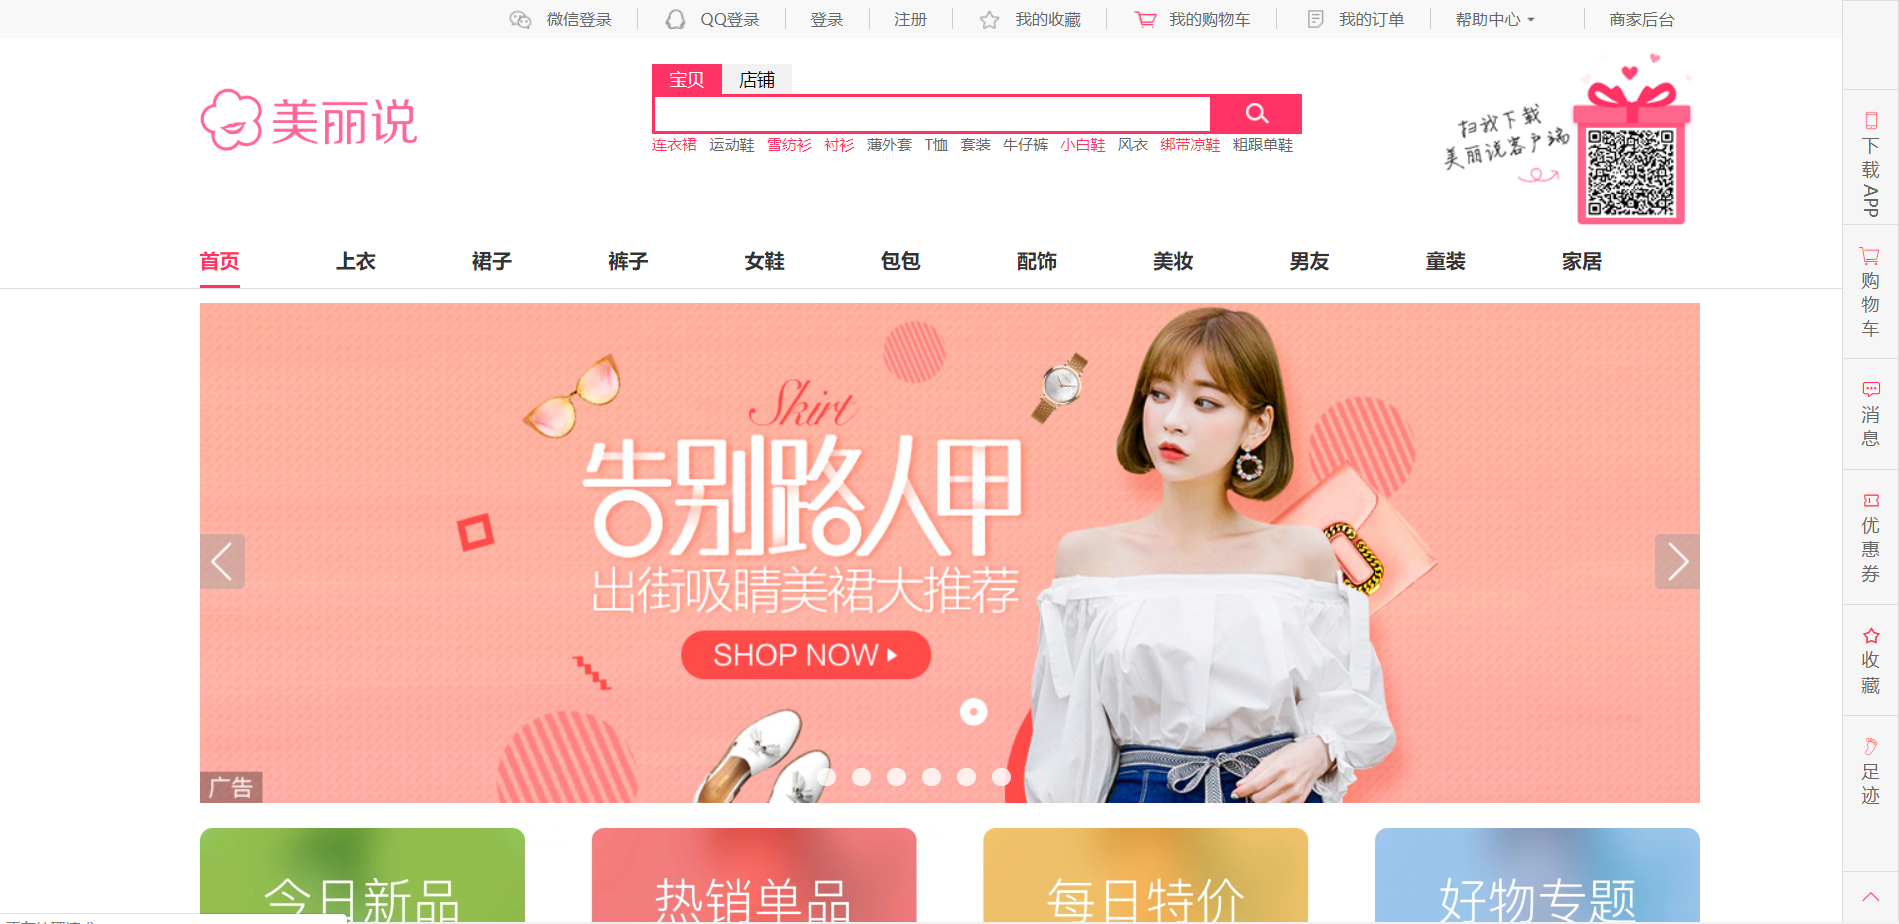 微信登录 QQ登录 登录 注册 我的收藏 我的购物车 我的订单 帮助中心 商家后台
美丽说
宝贝 店铺
连衣裙 运动鞋 雪纺衫 衬衫 薄外套 T恤 套装 牛仔裤 小白鞋 风衣 绑带凉鞋 粗跟单鞋
扫我下载
美丽说客户端
首页 上衣 裙子 裤子 女鞋 包包 配饰 美妆 男友 童装 家居
Skirt
告别路人甲
出街吸睛美裙大推荐
SHOP NOW
广告
今日新品 热销单品 每日特价 好物专题
下载APP
购物车
消息
优惠券
收藏
足迹